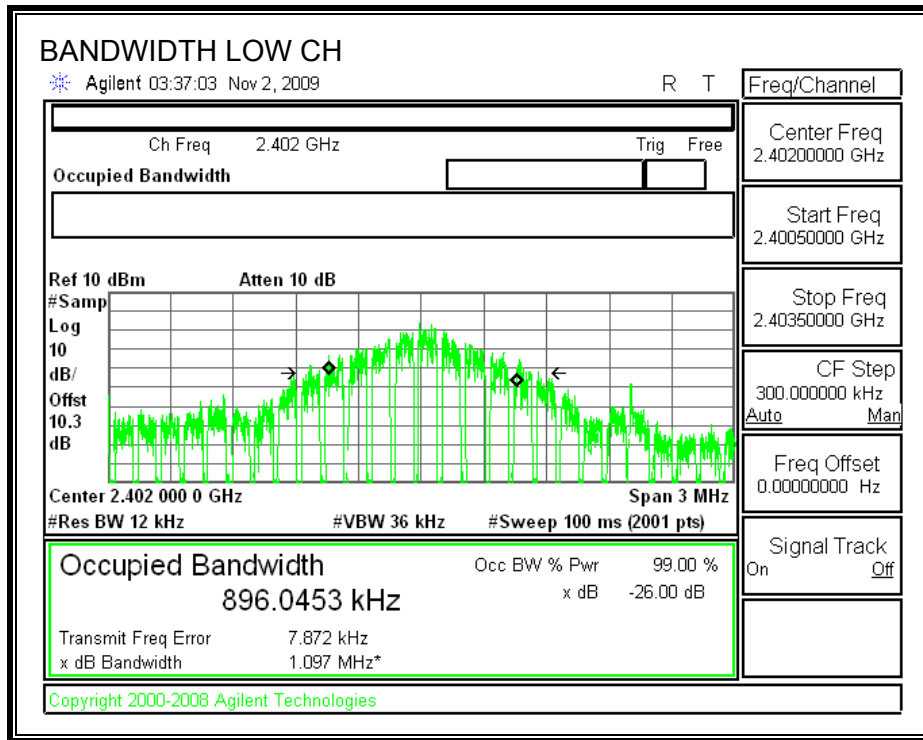 BANDWIDTH LOW CH
Agilent 03:37:03 Nov 2, 2009 R T
Freq/Channel
Ch Freq 2.402 GHz Trig Free
Occupied Bandwidth
Center Freq
2.40200000 GHz
Start Freq
2.40050000 GHz
Stop Freq
2.40350000 GHz
CF Step
300.000000 kHz
Auto Man
Freq Offset
0.00000000 Hz
Signal Track
On Off
Ref 10 dBm Atten 10 dB
#Samp
Log
10
dB/
Offst
10.3
dB
Center 2.402 000 0 GHz Span 3 MHz
#Res BW 12 kHz #VBW 36 kHz #Sweep 100 ms (2001 pts)
Occupied Bandwidth
896.0453 kHz
Occ BW % Pwr 99.00 %
x dB -26.00 dB
Transmit Freq Error 7.872 kHz
x dB Bandwidth 1.097 MHz*
Copyright 2000-2008 Agilent Technologies